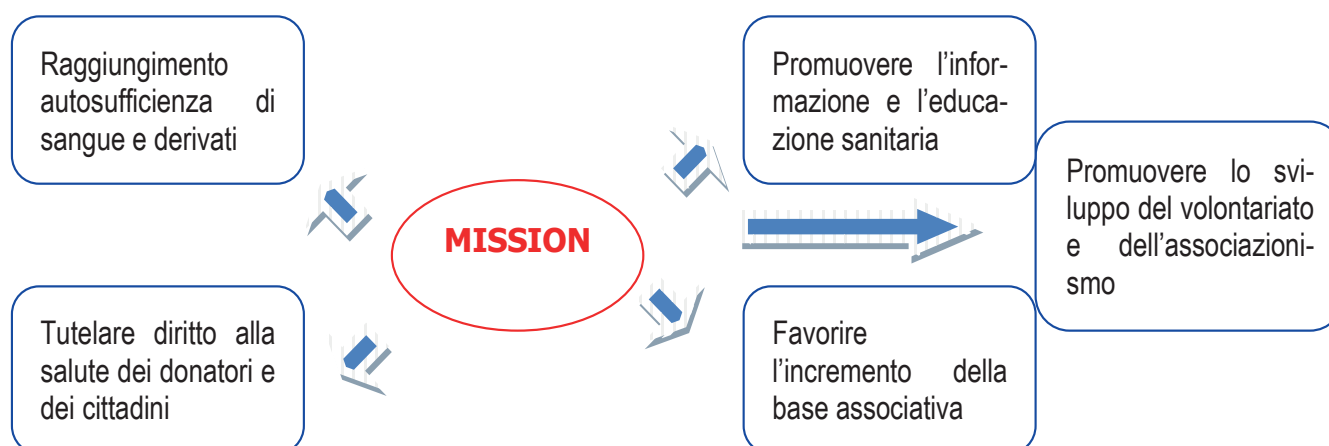 Raggiungimento
autosufficienza di
sangue e derivati
Promuovere l'infor-
mazione e l'educa-
zione sanitaria
Promuovere lo svi-
luppo del volontariato
e dell'associazioni-
smo
MISSION
Tutelare diritto alla
salute dei donatori e
dei cittadini
Favorire
l'incremento della
base associativa